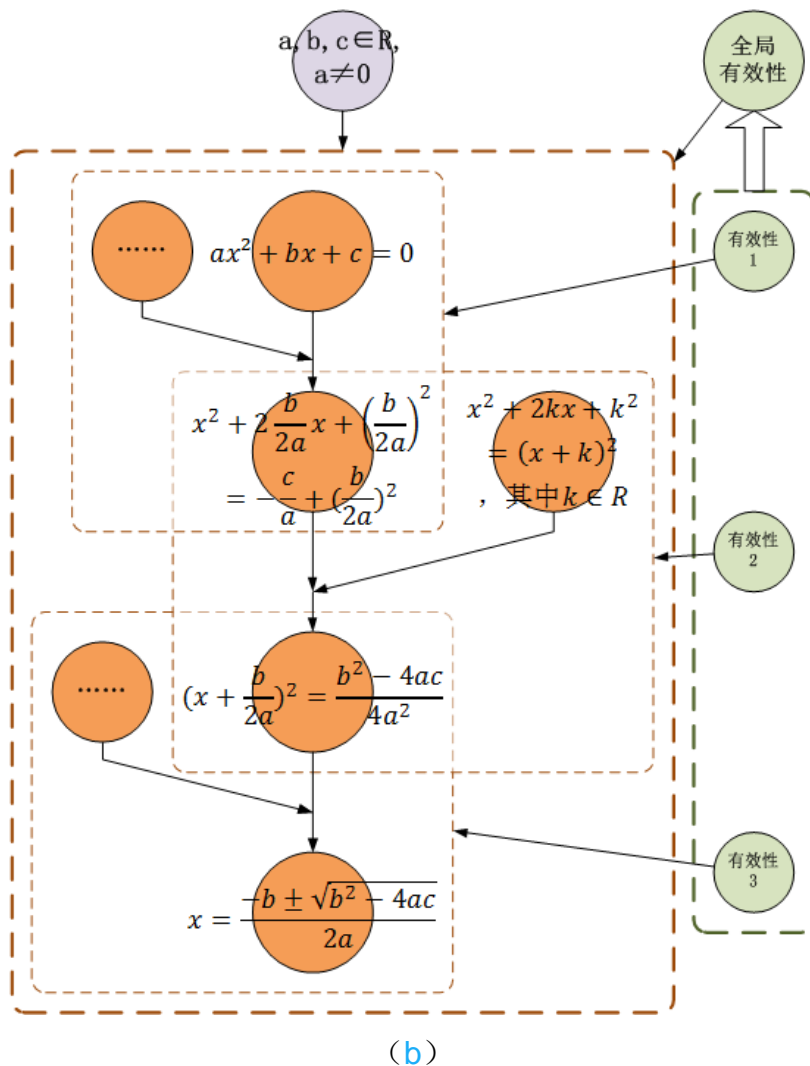 a, b, c∈R,
a≠0
全局
有效性
……
ax² + bx + c = 0
有效性
1
x² + 2 b/2a x + (b/2a)²
= −c/a + (b/2a)²
x² + 2kx + k²
= (x + k)²
，其中k ∈ R
有效性
2
……
(x + b/2a)² = b² − 4ac/4a²
有效性
3
x = −b ± √b² − 4ac/2a
（b）